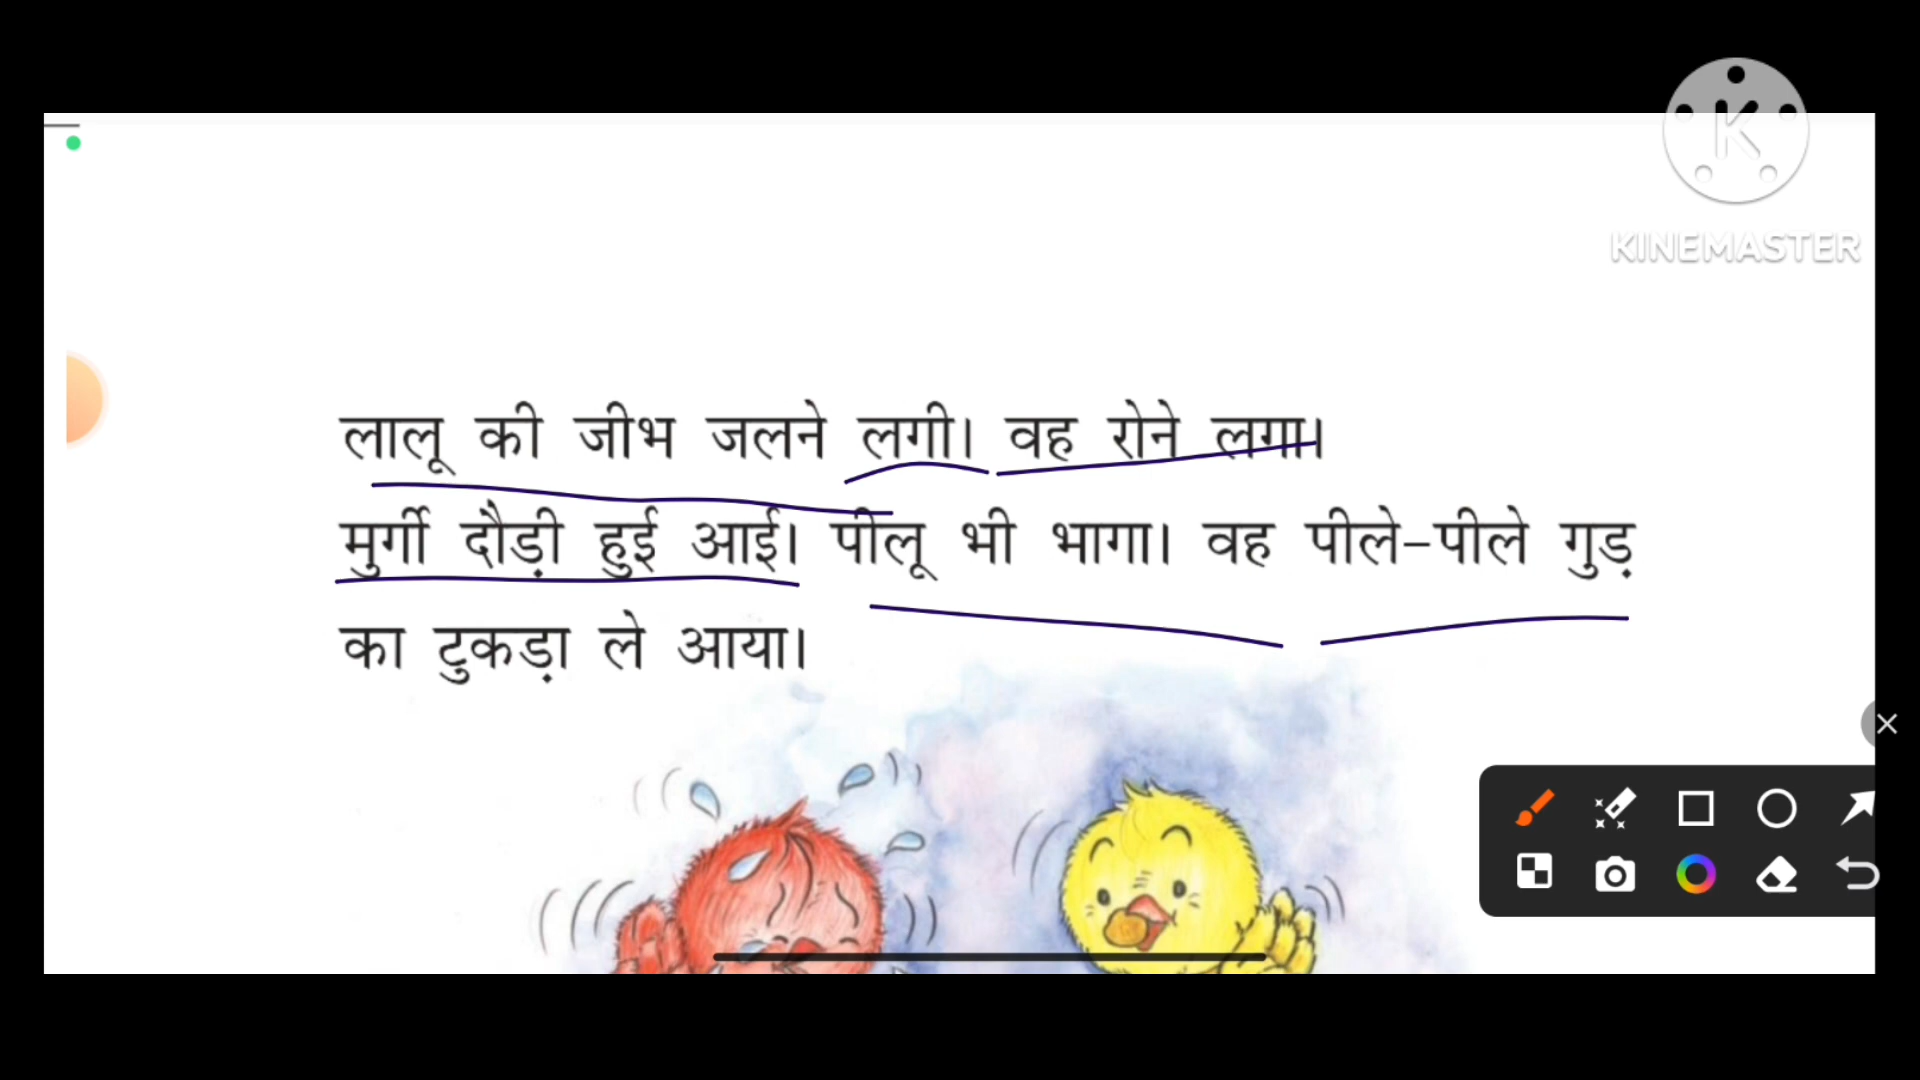 KINEMASTER
लालू की जीभ जलने लगी। वह रोने लगा।
मुर्गी दौड़ी हुई आई। पीलू भी भागा। वह पीले-पीले गुड़
का टुकड़ा ले आया।